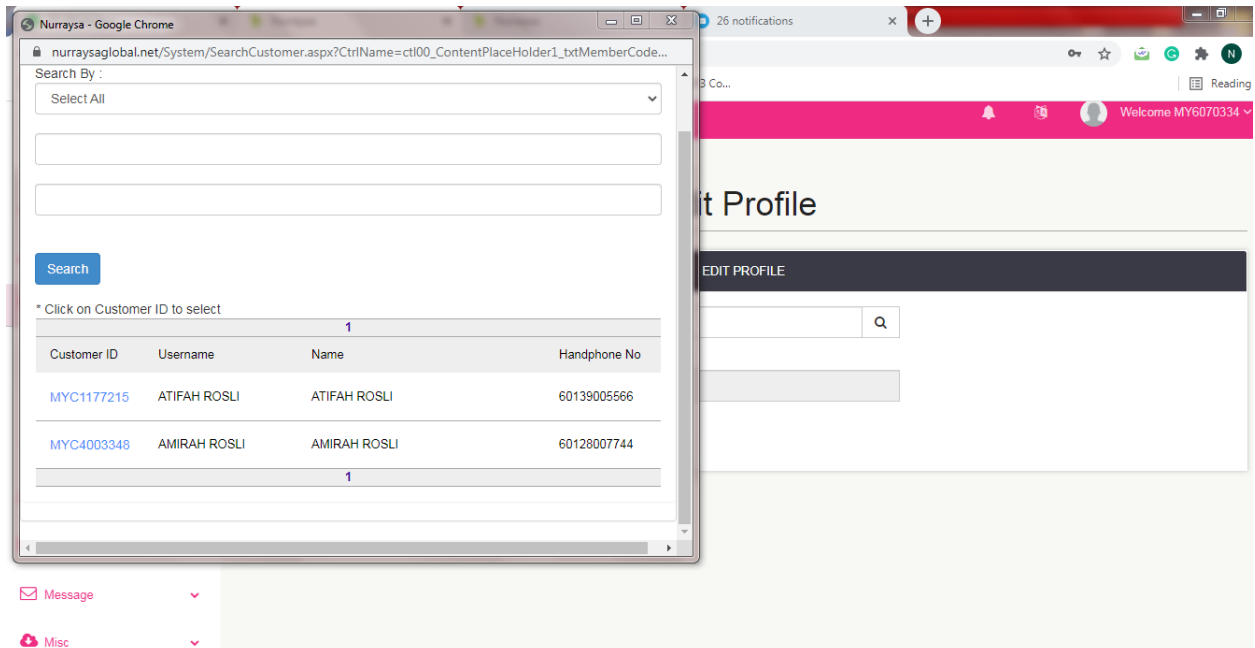 Nurraysa - Google Chrome
26 notifications
nurraysaglobal.net/System/SearchCustomer.aspx?CtrlName=ctl00_ContentPlaceHolder1_txtMemberCode...
G
N
Search By :
3 Co...
Reading
Select All
Welcome MY6070334
it Profile
Search
EDIT PROFILE
* Click on Customer ID to select
1
Customer ID Username Name Handphone No
MYC1177215 ATIFAH ROSLI ATIFAH ROSLI 60139005566
MYC4003348 AMIRAH ROSLI AMIRAH ROSLI 60128007744
1
Message
Misc